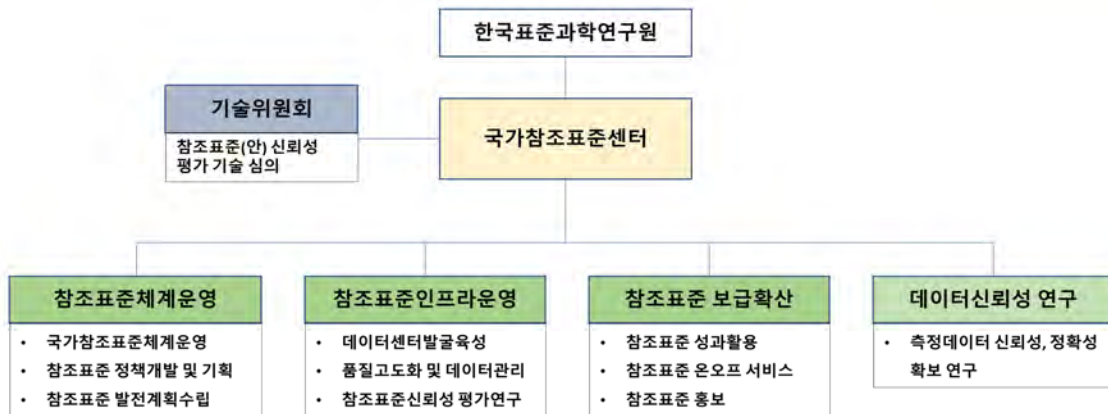 한국표준과학연구원
기술위원회
참조표준(안) 신뢰성
평가 기술 심의
국가참조표준센터
참조표준체계운영
• 국가참조표준체계운영
• 참조표준 정책개발 및 기획
• 참조표준 발전계획수립
참조표준인프라운영
• 데이터센터발굴육성
• 품질고도화 및 데이터관리
• 참조표준신뢰성 평가연구
참조표준 보급확산
• 참조표준 성과활용
• 참조표준 온오프 서비스
• 참조표준 홍보
데이터신뢰성 연구
• 측정데이터 신뢰성, 정확성
확보 연구